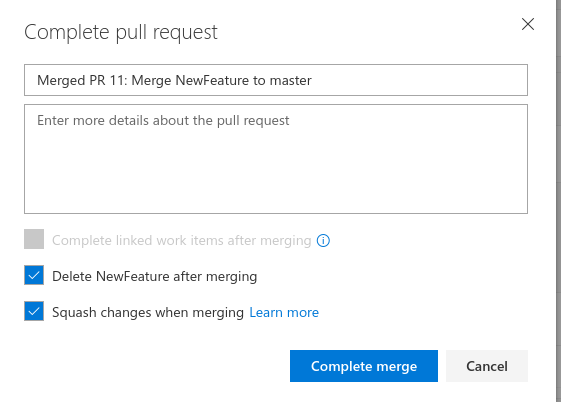 Complete pull request
Merged PR 11: Merge NewFeature to master
Enter more details about the pull request
Complete linked work items after merging
Delete NewFeature after merging
Squash changes when merging Learn more
Complete merge Cancel